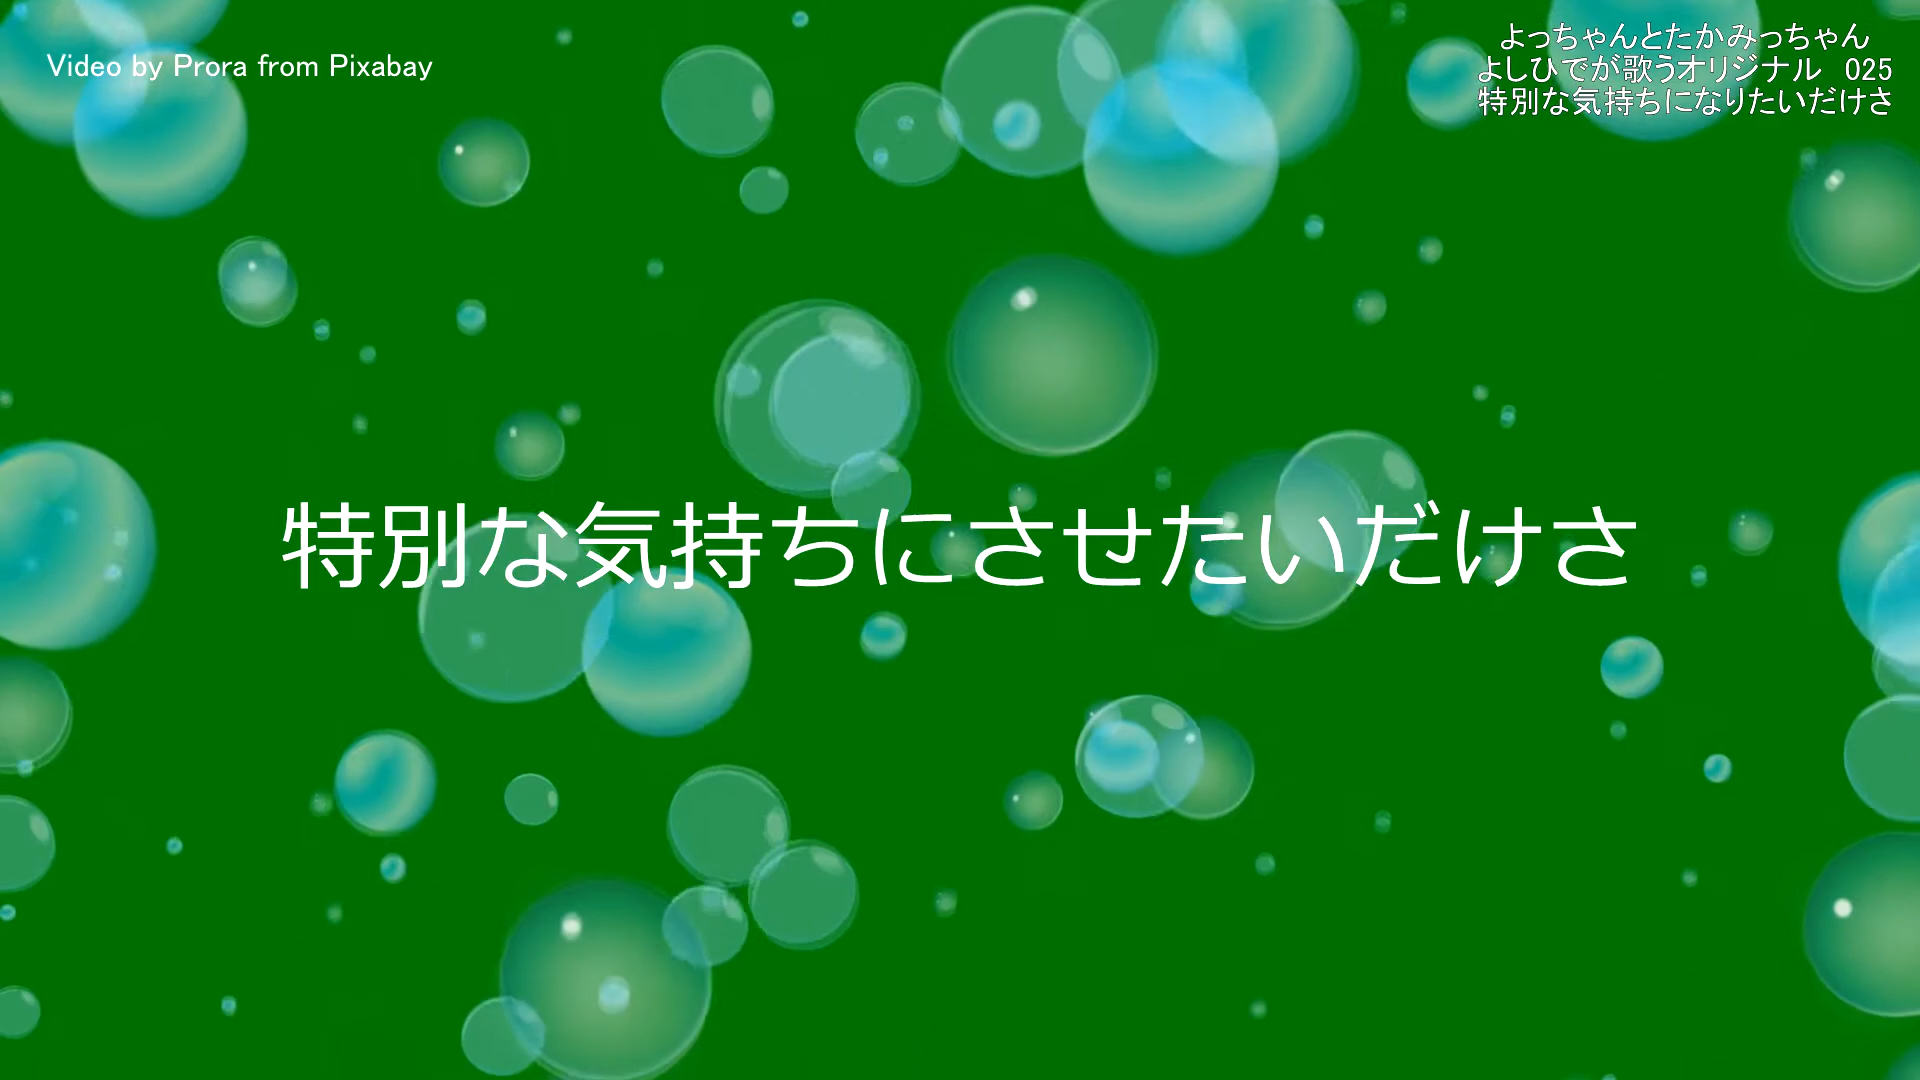 Video by Prora from Pixabay
よっちゃんとたかみっちゃん
よしひでが歌うオリジナル　025
特別な気持ちになりたいだけさ
特別な気持ちにさせたいだけさ